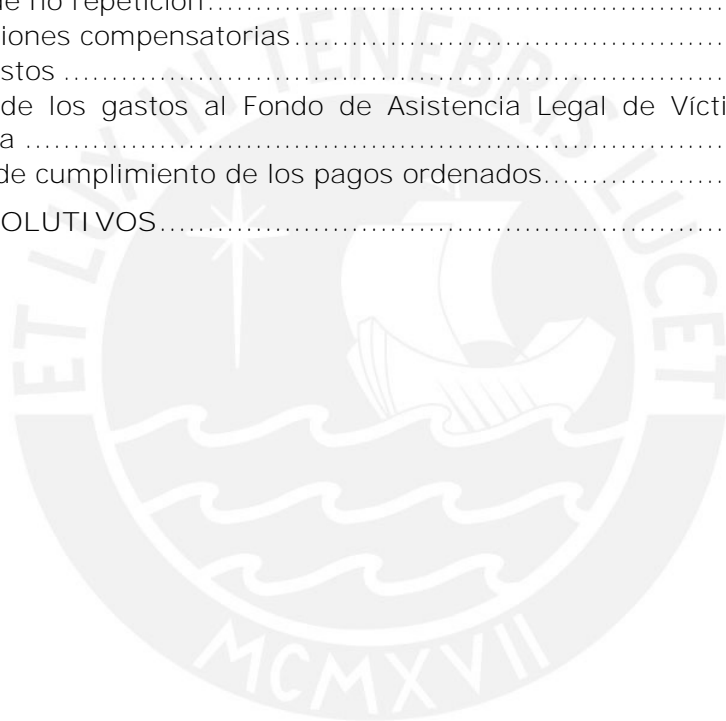 de no repetición................................................................
iones compensatorias................................................................
stos ................................................................
de los gastos al Fondo de Asistencia Legal de Vícti
a ................................................................
de cumplimiento de los pagos ordenados................................
OLUTIVOS................................................................
ET LUX IN TENEBRIS LUCET
MCMXVII